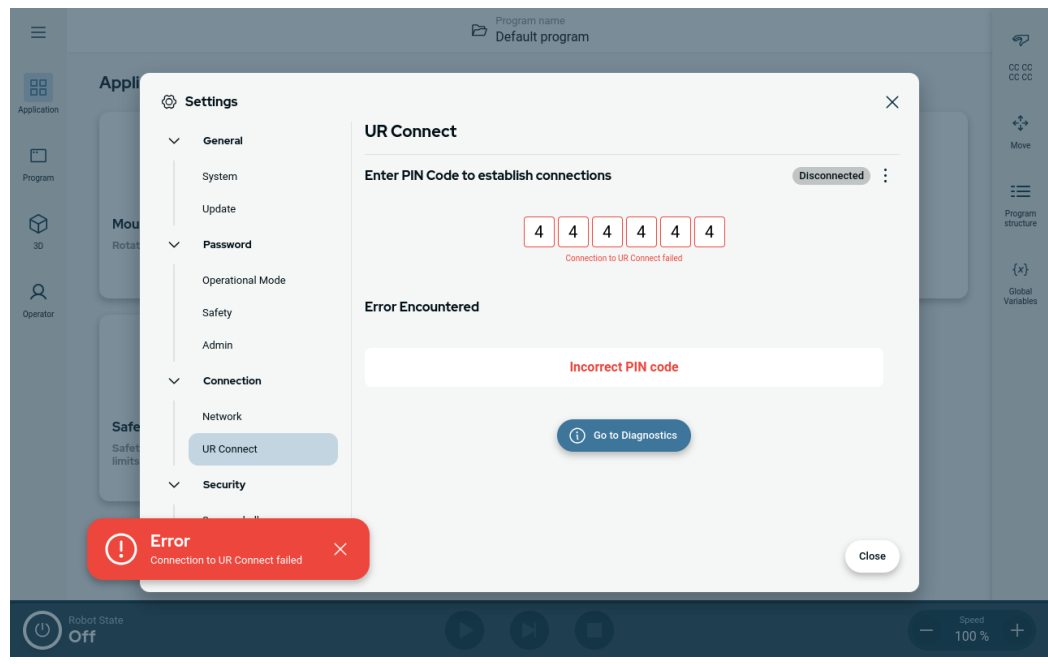 Program name
Default program
Application
Program
3D
Operator
Appli
Mou
Rotat
Safe
Safet
limits
Settings
General
System
Update
Password
Operational Mode
Safety
Admin
Connection
Network
UR Connect
Security
UR Connect
Enter PIN Code to establish connections
Disconnected
4 4 4 4 4 4
Connection to UR Connect failed
Error Encountered
Incorrect PIN code
Go to Diagnostics
Close
Error
Connection to UR Connect failed
CC CC
CC CC
Move
Program
structure
{x}
Global
Variables
Robot State
Off
Speed
100 %